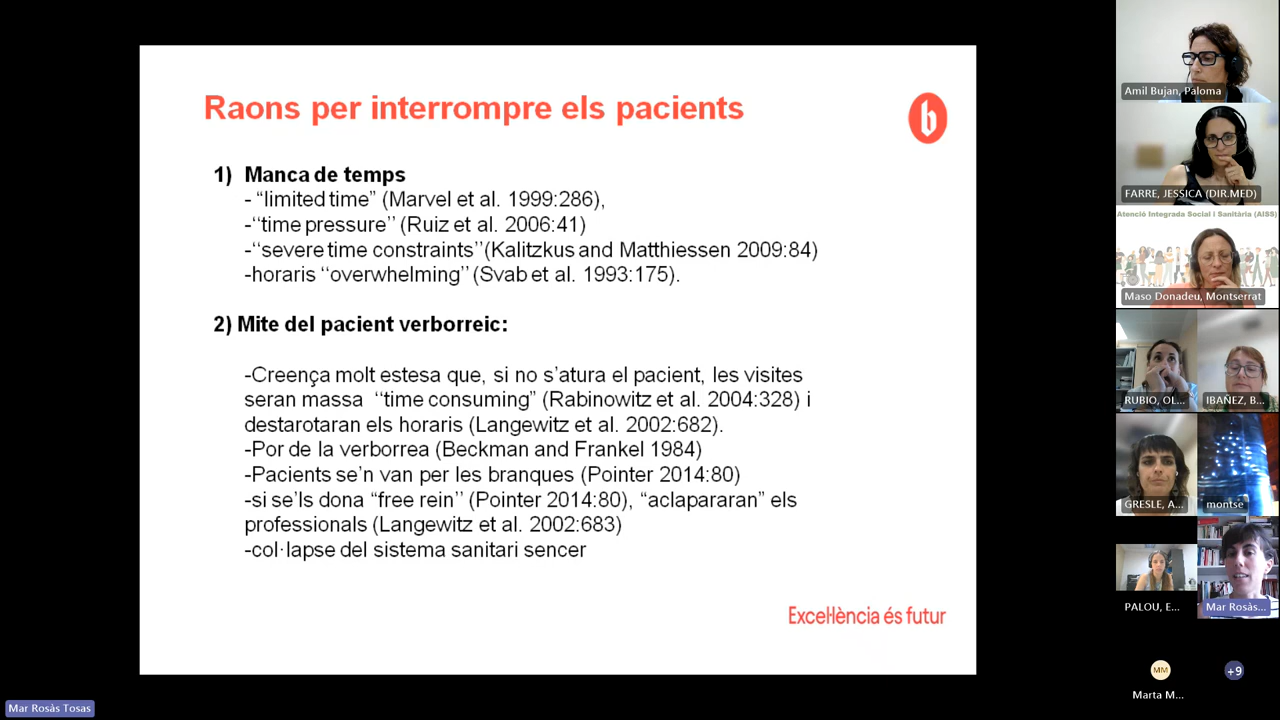 Raons per interrompre els pacients
b
1) Manca de temps
- “limited time” (Marvel et al. 1999:286),
-‘‘time pressure’’ (Ruiz et al. 2006:41)
-‘‘severe time constraints’’(Kalitzkus and Matthiessen 2009:84)
-horaris ‘‘overwhelming’’ (Svab et al. 1993:175).
2) Mite del pacient verborreic:
-Creença molt estesa que, si no s’atura el pacient, les visites
seran massa ‘‘time consuming” (Rabinowitz et al. 2004:328) i
destarotaran els horaris (Langewitz et al. 2002:682).
-Por de la verborrea (Beckman and Frankel 1984)
-Pacients se’n van per les branques (Pointer 2014:80)
-si se’ls dona “free rein’’ (Pointer 2014:80), “aclapararan” els
professionals (Langewitz et al. 2002:683)
-col·lapse del sistema sanitari sencer
Excel·lència és futur
Mar Rosàs Tosas
Amil Bujan, Paloma
FARRE, JESSICA (DIR.MED)
Atenció Integrada Social i Sanitària (AISS)
Maso Donadeu, Montserrat
RUBIO, OL...
IBAÑEZ, B...
GRESLE, A...
montse
PALOU, E...
Mar Rosàs...
MM
+9
Marta M...